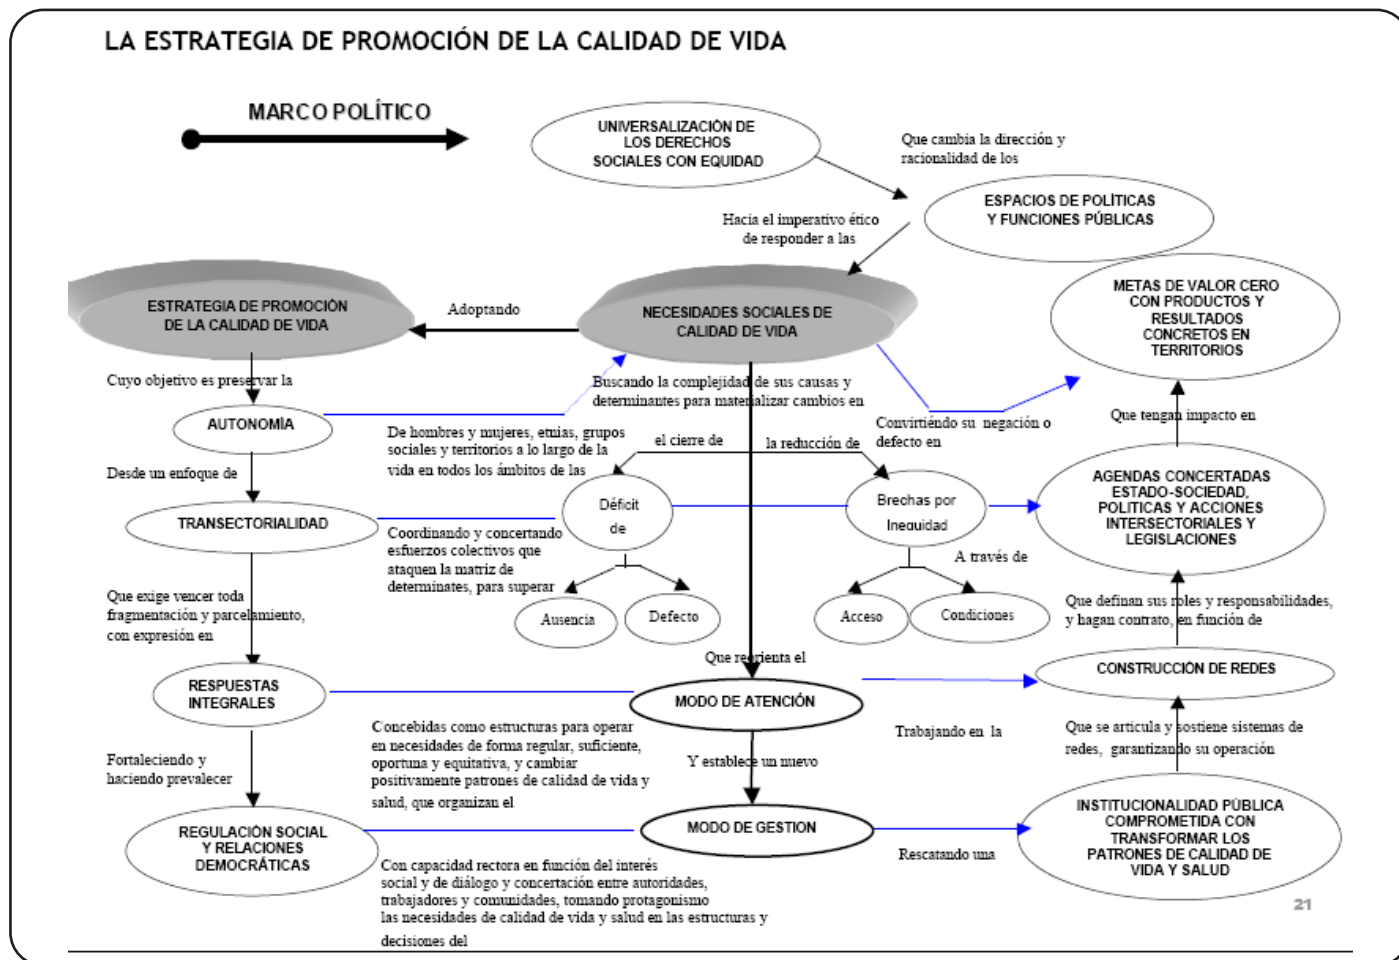 LA ESTRATEGIA DE PROMOCIÓN DE LA CALIDAD DE VIDA
MARCO POLÍTICO
UNIVERSALIZACIÓN DE
LOS DERECHOS
SOCIALES CON EQUIDAD
Que cambia la dirección y
racionalidad de los
ESPACIOS DE POLÍTICAS
Y FUNCIONES PÚBLICAS
Hacia el imperativo ético
de responder a las
NECESIDADES SOCIALES DE
CALIDAD DE VIDA
Adoptando
ESTRATEGIA DE PROMOCIÓN
DE LA CALIDAD DE VIDA
METAS DE VALOR CERO
CON PRODUCTOS Y
RESULTADOS
CONCRETOS EN
TERRITORIOS
Cuyo objetivo es preservar la
AUTONOMÍA
De hombres y mujeres, etnias, grupos
sociales y territorios a lo largo de la
vida en todos los ámbitos de las
Buscando la complejidad de sus causas y
determinantes para materializar cambios en
Convirtiéndo su negación o
defecto en
Que tengan impacto en
el cierre de
la reducción de
Desde un enfoque de
TRANSECTORIALIDAD
Coordinando y concertando
esfuerzos colectivos que
ataquen la matriz de
determinates, para superar
Déficit
de
Brechas por
Inequidad
AGENDAS CONCERTADAS
ESTADO-SOCIEDAD,
POLITICAS Y ACCIONES
INTERSECTORIALES Y
LEGISLACIONES
A través de
Ausencia
Defecto
Acceso
Condiciones
Que exige vencer toda
fragmentación y parcelamiento,
con expresión en
Que definan sus roles y responsabilidades,
y hagan contrato, en función de
Que reorienta el
RESPUESTAS
INTEGRALES
MODO DE ATENCIÓN
CONSTRUCCIÓN DE REDES
Concebidas como estructuras para operar
en necesidades de forma regular, suficiente,
oportuna y equitativa, y cambiar
positivamente patrones de calidad de vida y
salud, que organizan el
Trabajando en la
Que se articula y sostiene sistemas de
redes, garantizando su operación
Fortaleciendo y
haciendo prevalecer
Y establece un nuevo
REGULACIÓN SOCIAL
Y RELACIONES
DEMOCRÁTICAS
MODO DE GESTION
INSTITUCIONALIDAD PÚBLICA
COMPROMETIDA CON
TRANSFORMAR LOS
PATRONES DE CALIDAD DE
VIDA Y SALUD
Con capacidad rectora en función del interés
social y de diálogo y concertación entre autoridades,
trabajadores y comunidades, tomando protagonismo
las necesidades de calidad de vida y salud en las estructuras y
decisiones del
Rescatando una
21